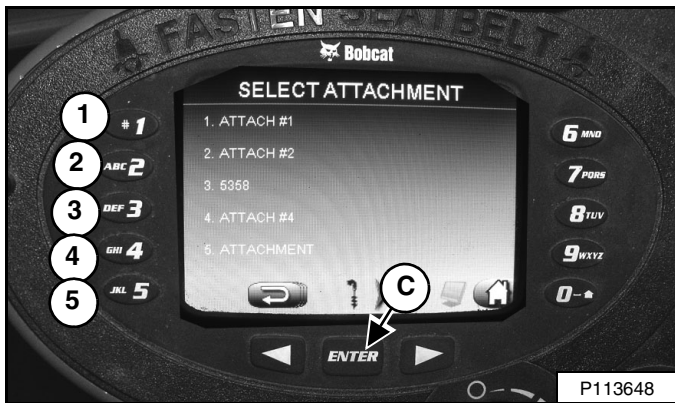 FASTEN SEATBELT
Bobcat
SELECT ATTACHMENT
1. ATTACH #1
2. ATTACH #2
3. 5358
4. ATTACH #4
5. ATTACHMENT
1
# 1
2
ABC 2
3
DEF 3
4
GHI 4
5
JKL 5
6 MNO
7 PQRS
8 TUV
9 WXYZ
0-
C
ENTER
P113648